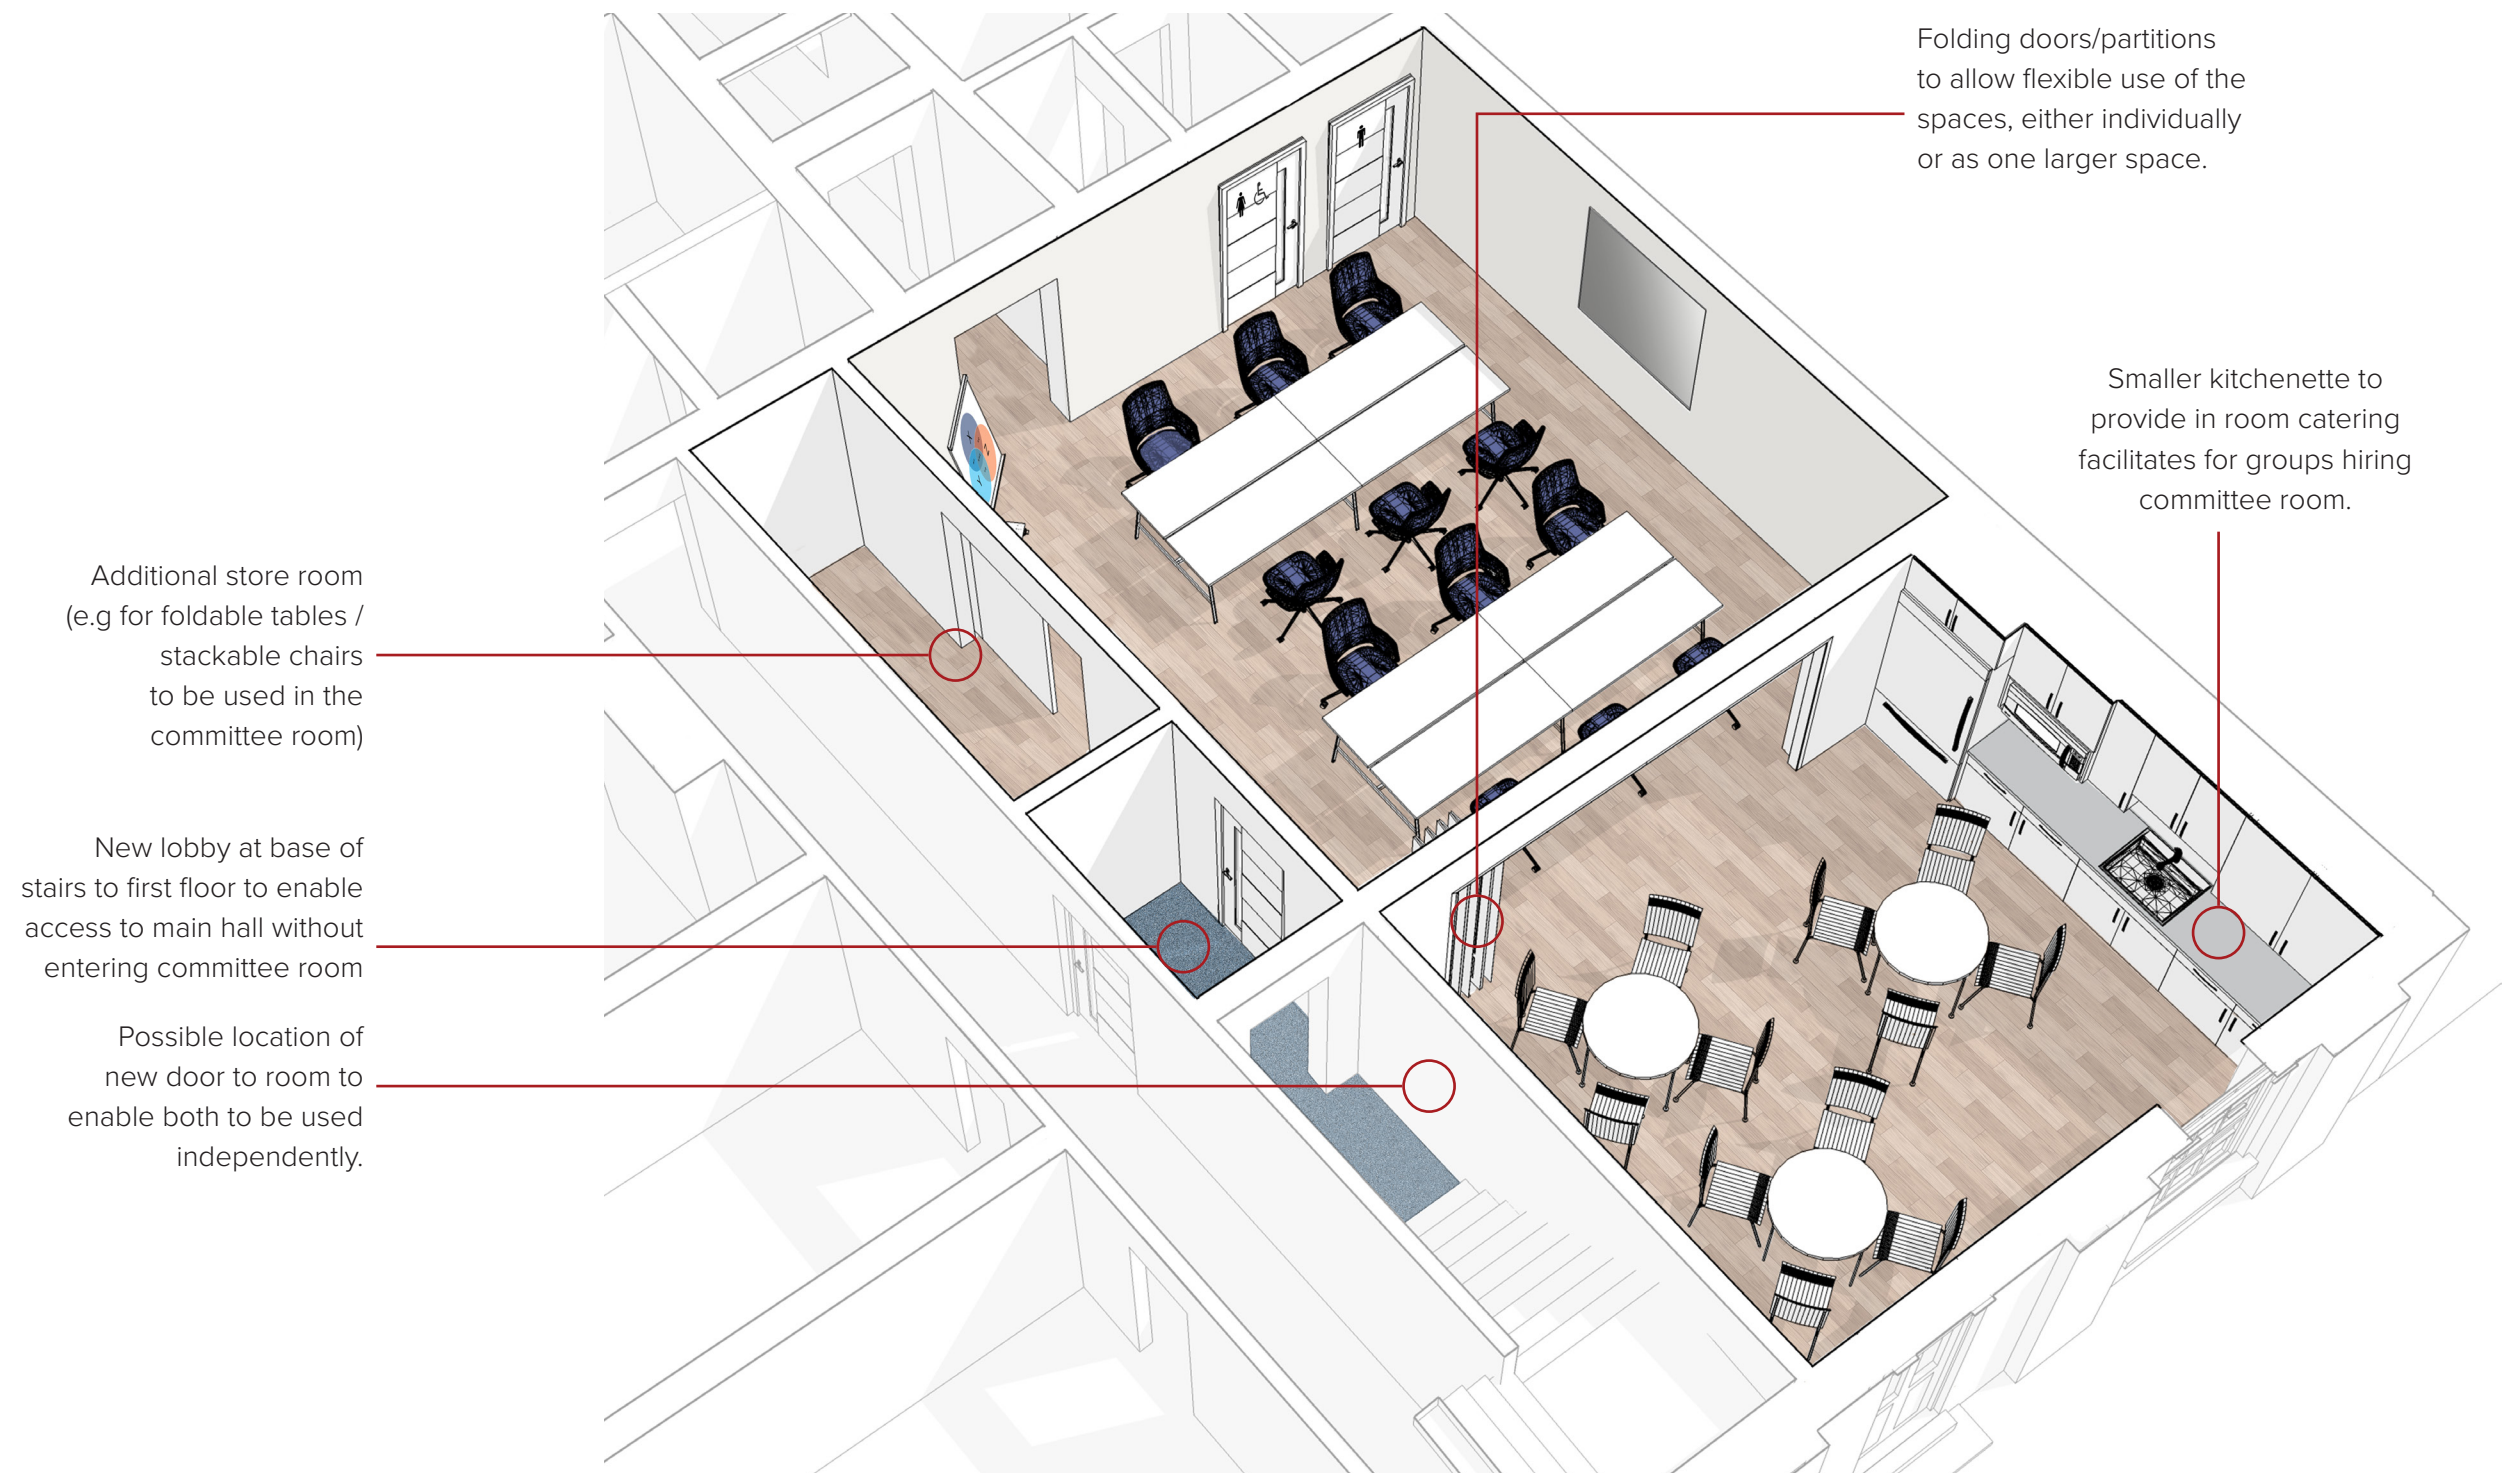 Folding doors/partitions
to allow flexible use of the
spaces, either individually
or as one larger space.
Smaller kitchenette to
provide in room catering
facilitates for groups hiring
committee room.
Additional store room
(e.g for foldable tables /
stackable chairs
to be used in the
committee room)
New lobby at base of
stairs to first floor to enable
access to main hall without
entering committee room
Possible location of
new door to room to
enable both to be used
independently.